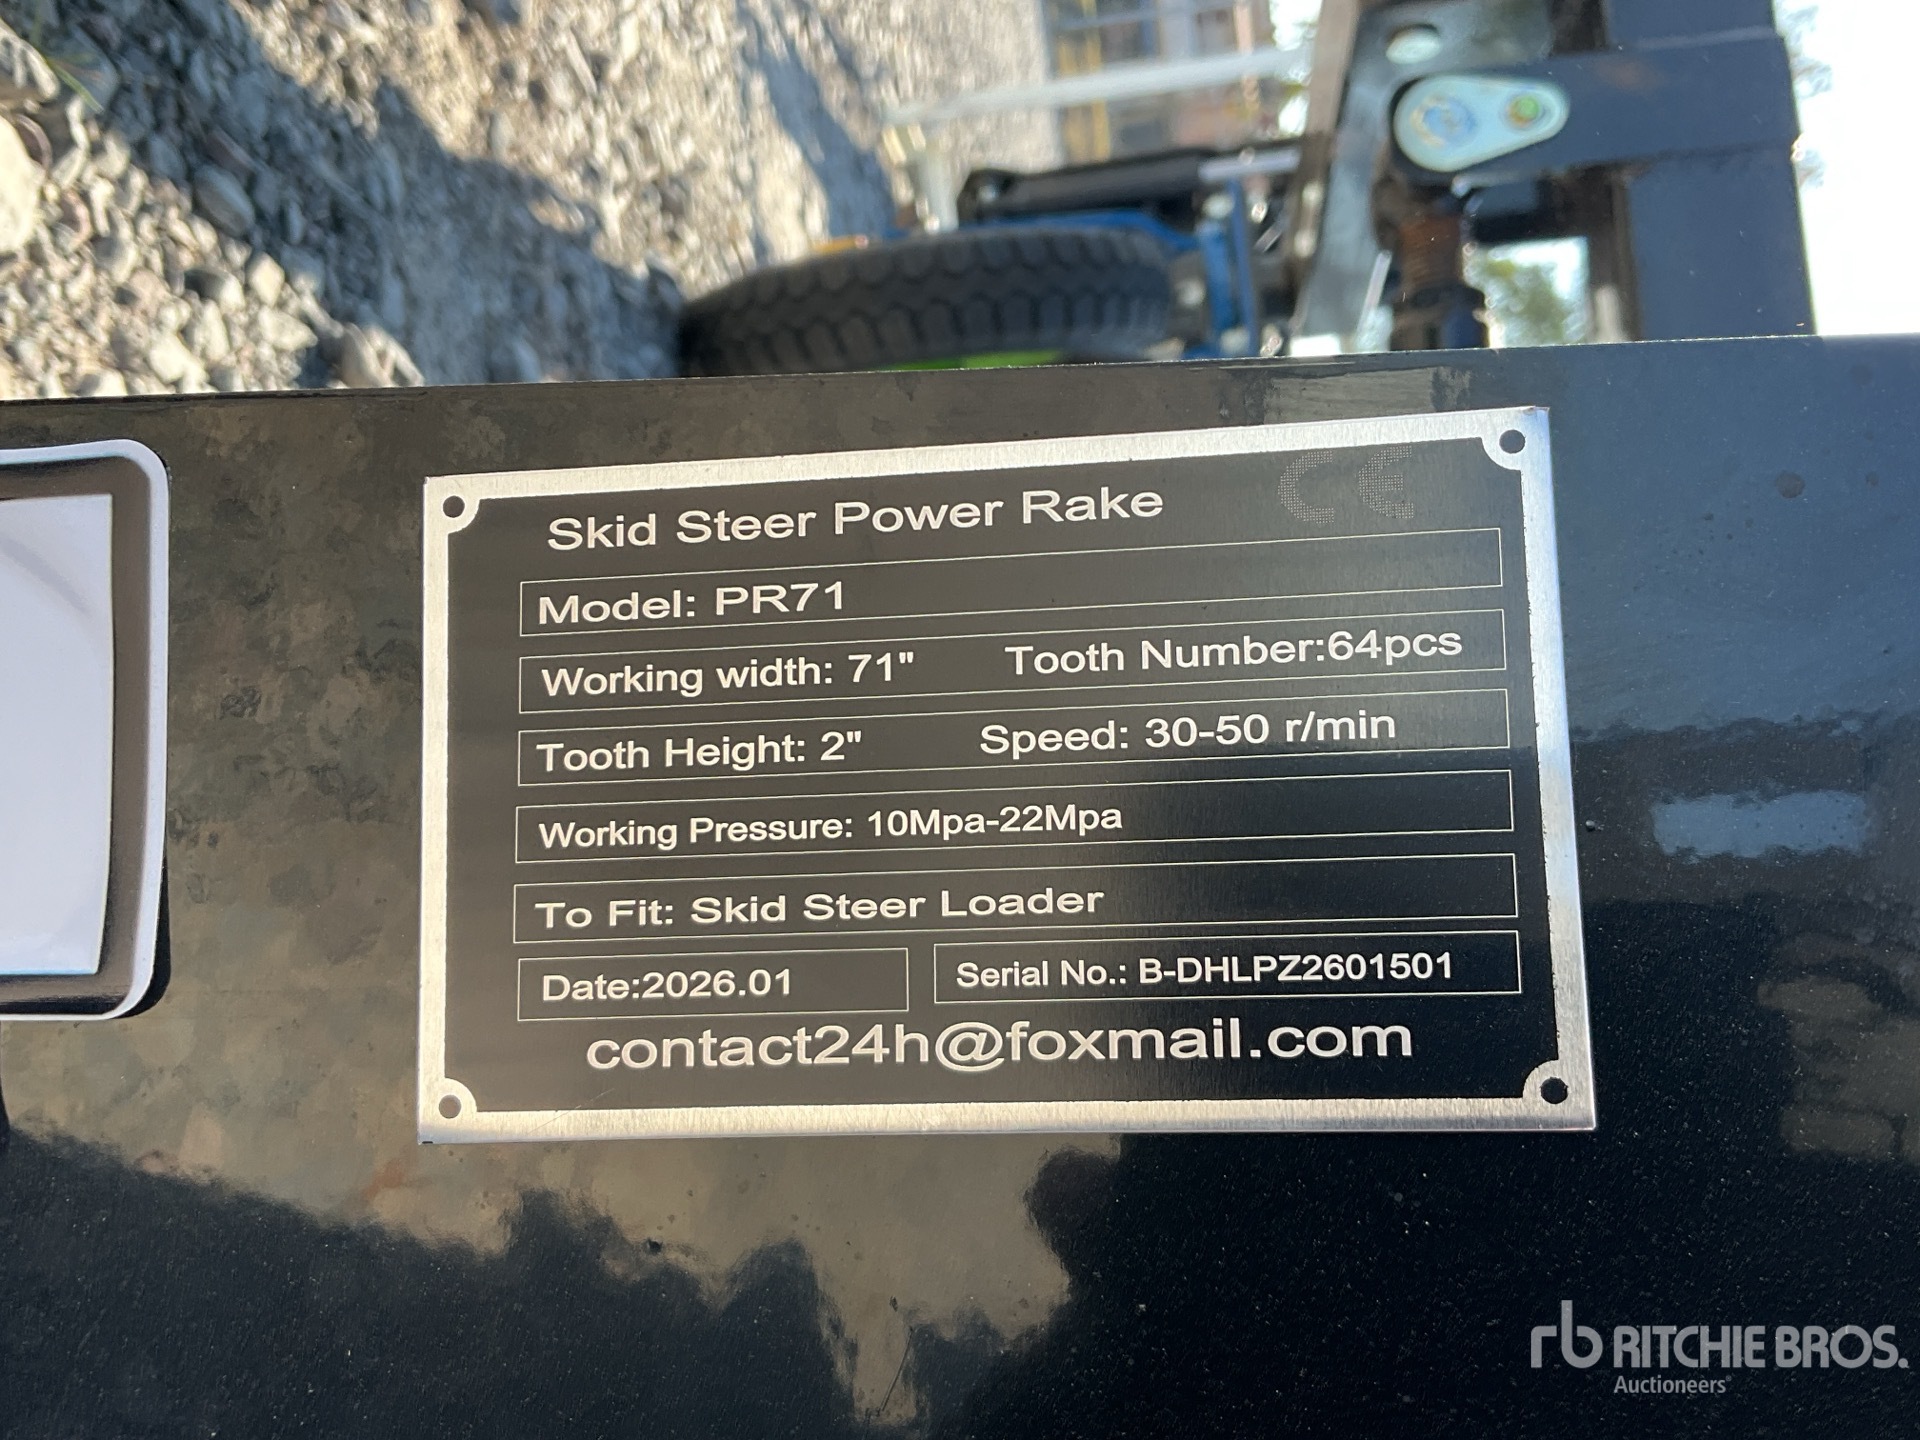 Skid Steer Power Rake CE
Model: PR71
Working width: 71" Tooth Number:64pcs
Tooth Height: 2" Speed: 30-50 r/min
Working Pressure: 10Mpa-22Mpa
To Fit: Skid Steer Loader
Date:2026.01 Serial No.: B-DHLPZ2601501
contact24h@foxmail.com
rb RITCHIE BROS.
Auctioneers